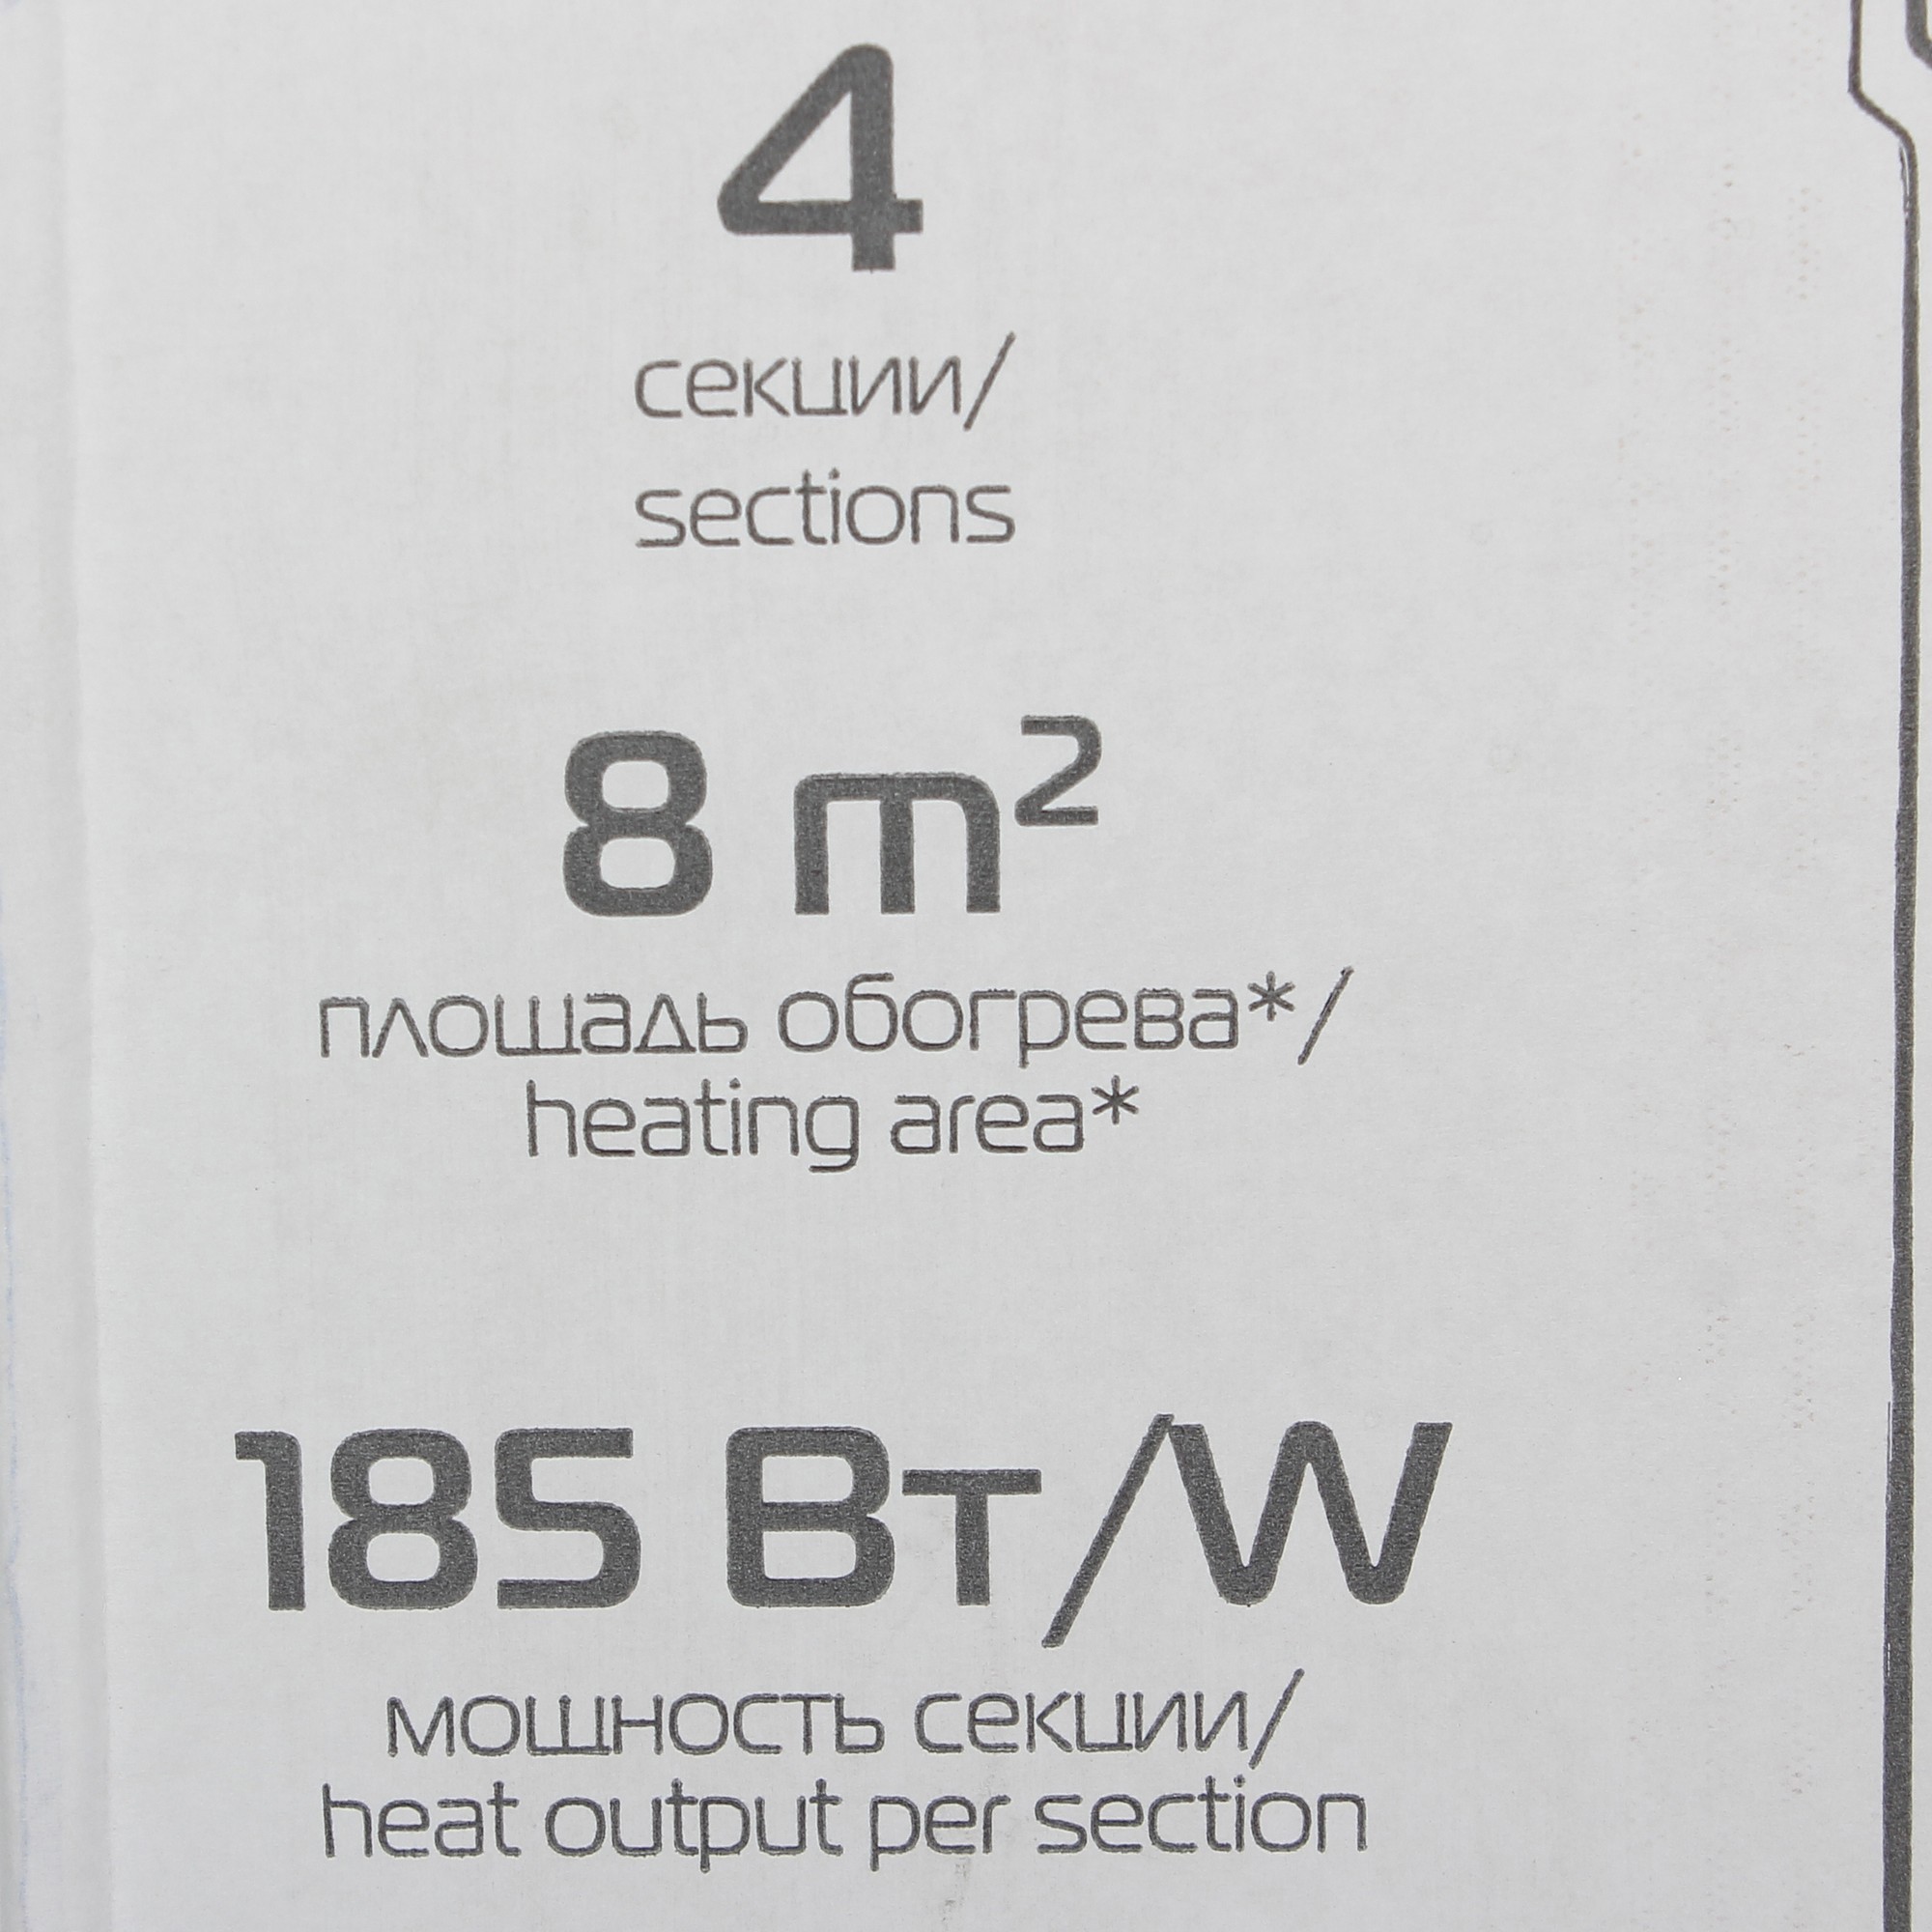 4
секции/
sections
8 m²
площадь обогрева*/
heating area*
185 Вт/W
мощность секции/
heat output per section